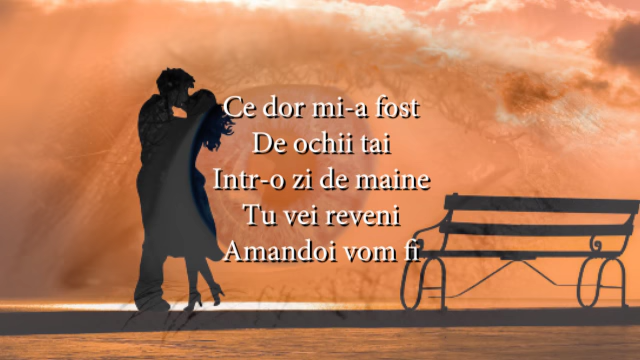 Ce dor mi-a fost
De ochii tai
Intr-o zi de maine
Tu vei reveni
Amandoi vom fi